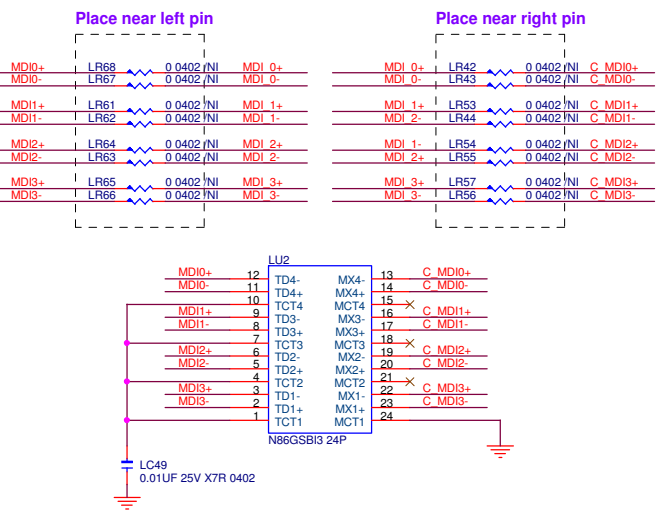 Place near left pin
MDI0+ LR68 0 0402 /NI MDI_0+
MDI0- LR67 0 0402 /NI MDI_0-
MDI1+ LR61 0 0402 /NI MDI_1+
MDI1- LR62 0 0402 /NI MDI_1-
MDI2+ LR64 0 0402 /NI MDI_2+
MDI2- LR63 0 0402 /NI MDI_2-
MDI3+ LR65 0 0402 /NI MDI_3+
MDI3- LR66 0 0402 /NI MDI_3-
Place near right pin
MDI_0+ LR42 0 0402 /NI C_MDI0+
MDI_0- LR43 0 0402 /NI C_MDI0-
MDI_1+ LR53 0 0402 /NI C_MDI1+
MDI_2- LR44 0 0402 /NI C_MDI1-
MDI_1- LR54 0 0402 /NI C_MDI2+
MDI_2+ LR55 0 0402 /NI C_MDI2-
MDI_3+ LR57 0 0402 /NI C_MDI3+
MDI_3- LR56 0 0402 /NI C_MDI3-
LU2
MDI0+ 12 TD4- MX4- 13 C_MDI0+
MDI0- 11 TD4+ MX4+ 14 C_MDI0-
10 TCT4 MCT4 15
MDI1+ 9 TD3- MX3- 16 C_MDI1+
MDI1- 8 TD3+ MX3+ 17 C_MDI1-
7 TCT3 MCT3 18
MDI2+ 6 TD2- MX2- 19 C_MDI2+
MDI2- 5 TD2+ MX2+ 20 C_MDI2-
4 TCT2 MCT2 21
MDI3+ 3 TD1- MX1- 22 C_MDI3+
MDI3- 2 TD1+ MX1+ 23 C_MDI3-
1 TCT1 MCT1 24
N86GSBI3 24P
LC49
0.01UF 25V X7R 0402